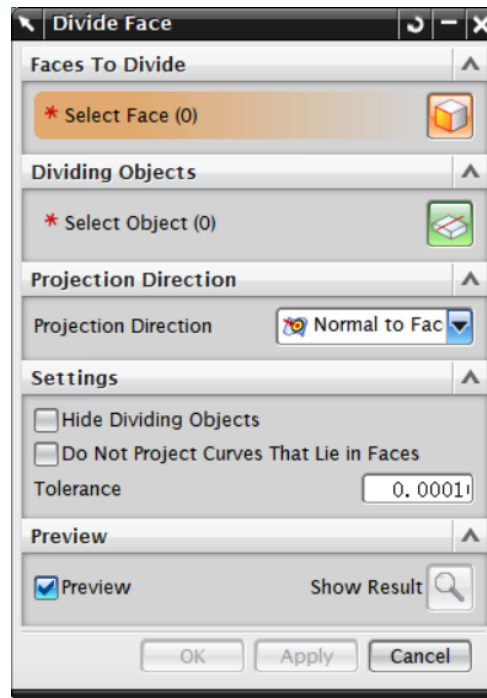 Divide Face
Faces To Divide
* Select Face (0)
Dividing Objects
* Select Object (0)
Projection Direction
Projection Direction Normal to Fac
Settings
Hide Dividing Objects
Do Not Project Curves That Lie in Faces
Tolerance 0.0001
Preview
Preview Show Result
OK Apply Cancel